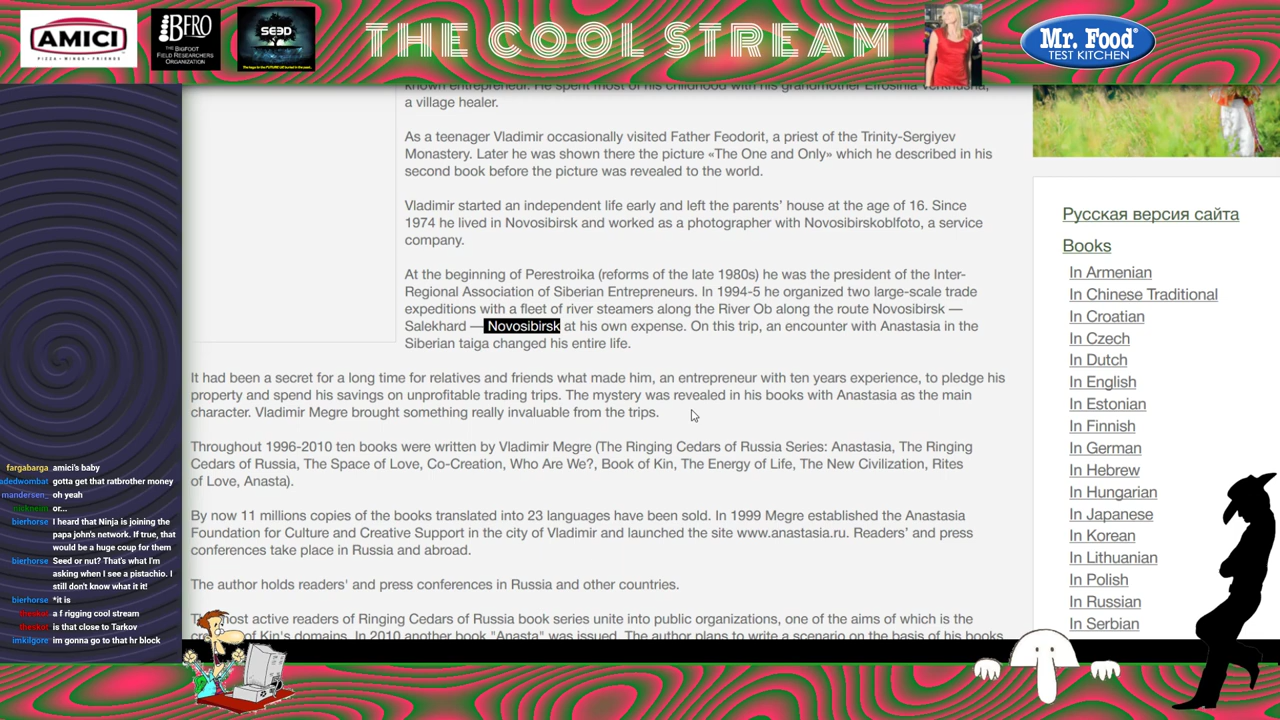 AMICI
PIZZA • WINGS • FRIENDS
BFRO
THE BIGFOOT
FIELD RESEARCHERS
ORGANIZATION
SEED
THE COOL STREAM
Mr. Food
TEST KITCHEN
known entrepreneur. He spent most of his childhood with his grandmother Efrosinia Verkhusha,
a village healer.
As a teenager Vladimir occasionally visited Father Feodorit, a priest of the Trinity-Sergiyev
Monastery. Later he was shown there the picture «The One and Only» which he described in his
second book before the picture was revealed to the world.
Vladimir started an independent life early and left the parents' house at the age of 16. Since
1974 he lived in Novosibirsk and worked as a photographer with Novosibirskoblfoto, a service
company.
At the beginning of Perestroika (reforms of the late 1980s) he was the president of the Inter-
Regional Association of Siberian Entrepreneurs. In 1994-5 he organized two large-scale trade
expeditions with a fleet of river steamers along the River Ob along the route Novosibirsk —
Salekhard — Novosibirsk at his own expense. On this trip, an encounter with Anastasia in the
Siberian taiga changed his entire life.
It had been a secret for a long time for relatives and friends what made him, an entrepreneur with ten years experience, to pledge his
property and spend his savings on unprofitable trading trips. The mystery was revealed in his books with Anastasia as the main
character. Vladimir Megre brought something really invaluable from the trips.
Throughout 1996-2010 ten books were written by Vladimir Megre (The Ringing Cedars of Russia Series: Anastasia, The Ringing
Cedars of Russia, The Space of Love, Co-Creation, Who Are We?, Book of Kin, The Energy of Life, The New Civilization, Rites
of Love, Anasta).
By now 11 millions copies of the books translated into 23 languages have been sold. In 1999 Megre established the Anastasia
Foundation for Culture and Creative Support in the city of Vladimir and launched the site www.anastasia.ru. Readers' and press
conferences take place in Russia and abroad.
The author holds readers' and press conferences in Russia and other countries.
most active readers of Ringing Cedars of Russia book series unite into public organizations, one of the aims of which is the
of Kin's domains. In 2010 another book "Anasta" was issued. The author plans to write a scenario on the basis of his books
Русская версия сайта
Books
In Armenian
In Chinese Traditional
In Croatian
In Czech
In Dutch
In English
In Estonian
In Finnish
In German
In Hebrew
In Hungarian
In Japanese
In Korean
In Lithuanian
In Polish
In Russian
In Serbian
fargabarga amici's baby
adedwombat gotta get that ratbrother money
mandersen_ oh yeah
or...
bierhorse I heard that Ninja is joining the
papa john's network. If true, that
would be a huge coup for them
bierhorse Seed or nut? That's what I'm
asking when I see a pistachio. I
still don't know what it it!
bierhorse *it is
theskot a f rigging cool stream
theskot is that close to Tarkov
imkilgore im gonna go to that hr block